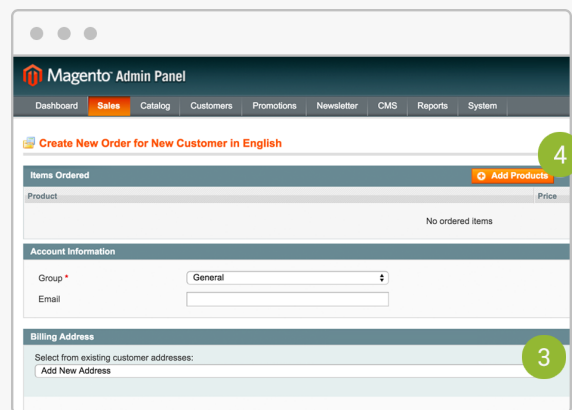 Magento Admin Panel
Dashboard Sales Catalog Customers Promotions Newsletter CMS Reports System
Create New Order for New Customer in English
4
Items Ordered Add Products
Product Price
No ordered items
Account Information
Group * General
Email
Billing Address
Select from existing customer addresses:
3
Add New Address